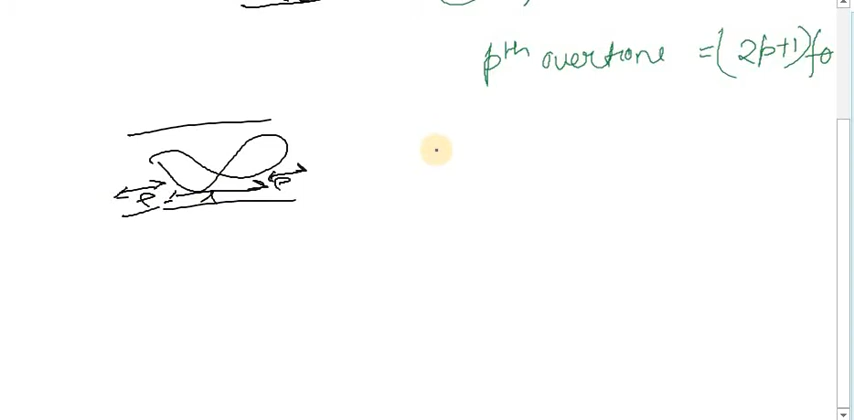 pth overtone = (2p+1)f0
e
e
l